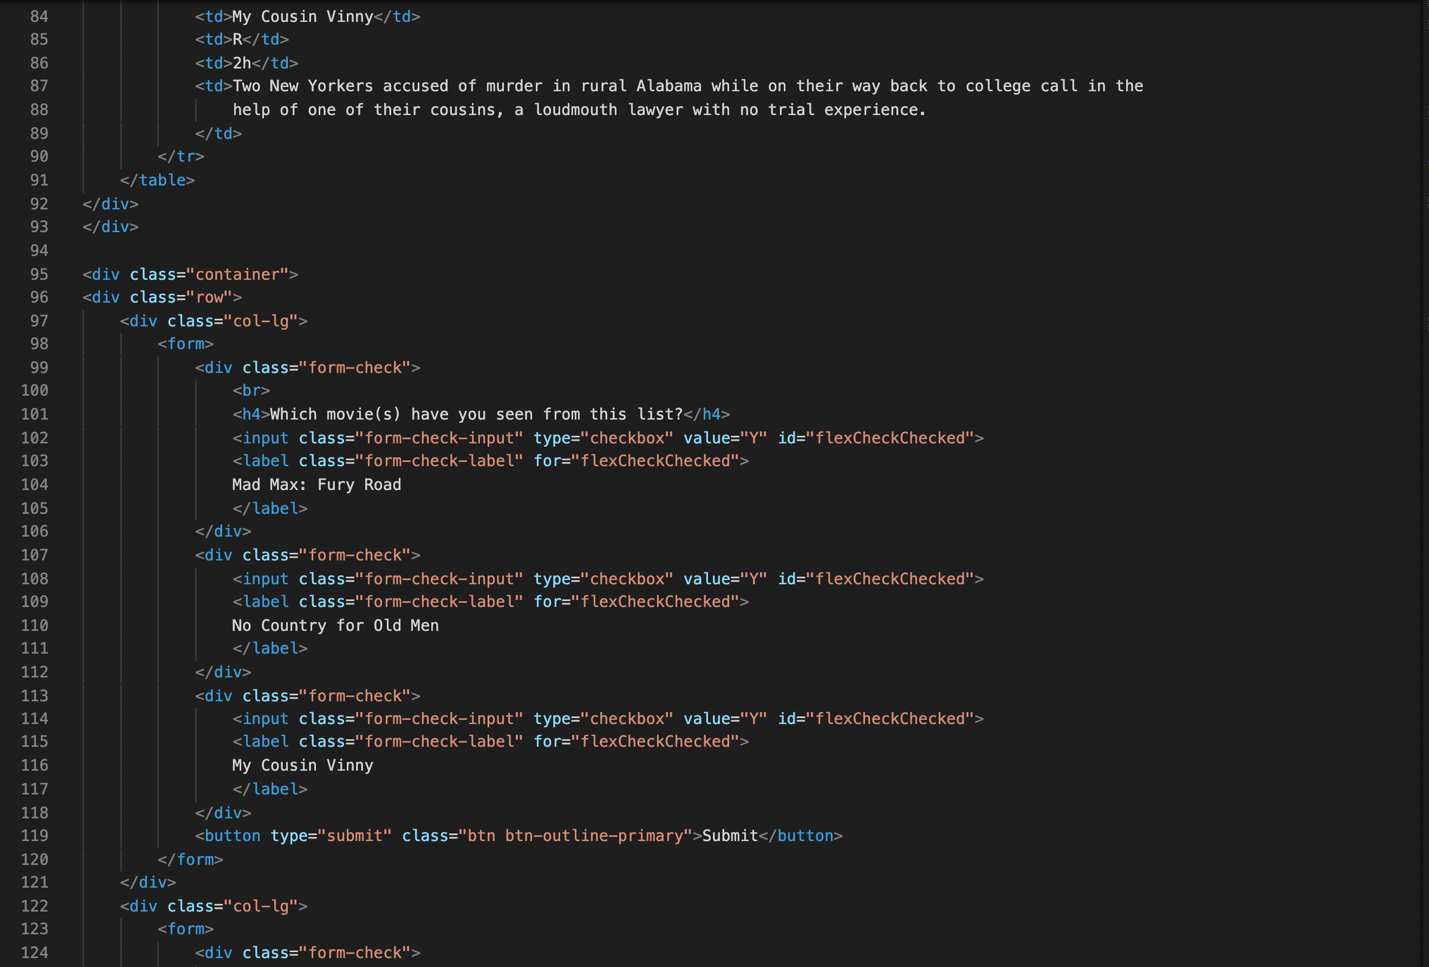 84 <td>My Cousin Vinny</td>
85 <td>R</td>
86 <td>2h</td>
87 <td>Two New Yorkers accused of murder in rural Alabama while on their way back to college call in the
88 help of one of their cousins, a loudmouth lawyer with no trial experience.
89 </td>
90 </tr>
91 </table>
92 </div>
93 </div>
94
95 <div class="container">
96 <div class="row">
97 <div class="col-lg">
98 <form>
99 <div class="form-check">
100 <br>
101 <h4>Which movie(s) have you seen from this list?</h4>
102 <input class="form-check-input" type="checkbox" value="Y" id="flexCheckChecked">
103 <label class="form-check-label" for="flexCheckChecked">
104 Mad Max: Fury Road
105 </label>
106 </div>
107 <div class="form-check">
108 <input class="form-check-input" type="checkbox" value="Y" id="flexCheckChecked">
109 <label class="form-check-label" for="flexCheckChecked">
110 No Country for Old Men
111 </label>
112 </div>
113 <div class="form-check">
114 <input class="form-check-input" type="checkbox" value="Y" id="flexCheckChecked">
115 <label class="form-check-label" for="flexCheckChecked">
116 My Cousin Vinny
117 </label>
118 </div>
119 <button type="submit" class="btn btn-outline-primary">Submit</button>
120 </form>
121 </div>
122 <div class="col-lg">
123 <form>
124 <div class="form-check">